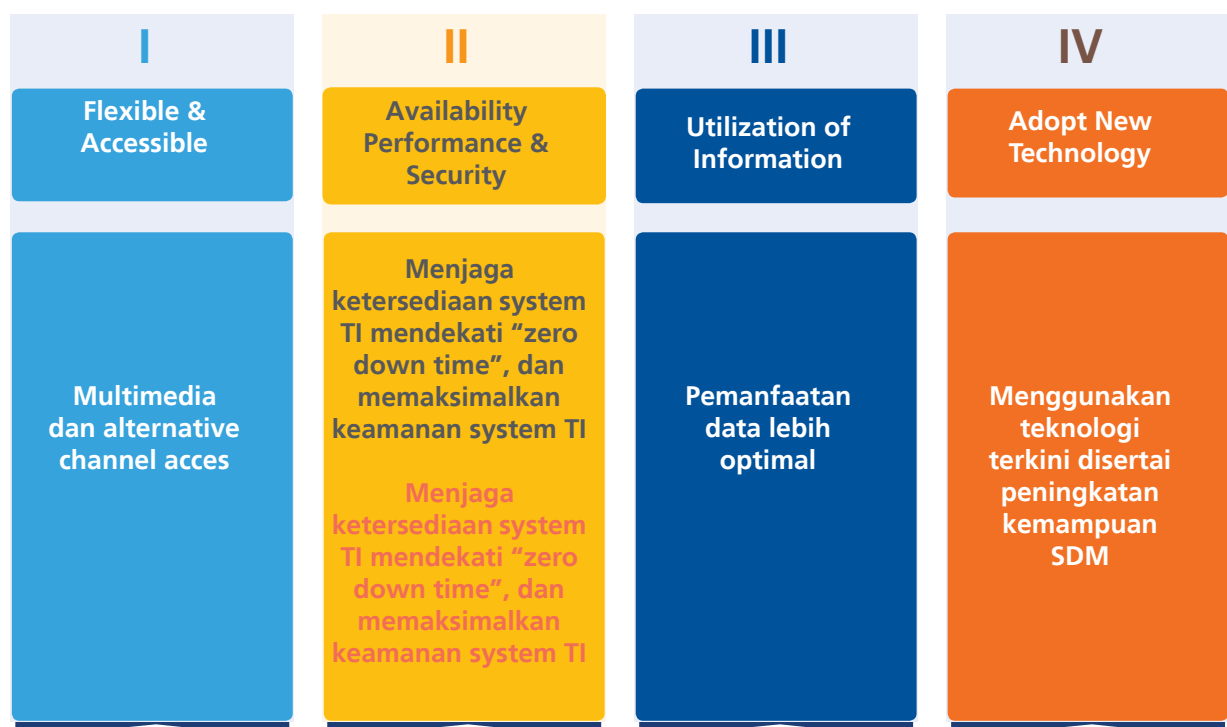 I
Flexible &
Accessible
Multimedia
dan alternative
channel acces
II
Availability
Performance &
Security
Menjaga
ketersediaan system
TI mendekati “zero
down time”, dan
memaksimalkan
keamanan system TI
Menjaga
ketersediaan system
TI mendekati “zero
down time”, dan
memaksimalkan
keamanan system TI
III
Utilization of
Information
Pemanfaatan
data lebih
optimal
IV
Adopt New
Technology
Menggunakan
teknologi
terkini disertai
peningkatan
kemampuan
SDM